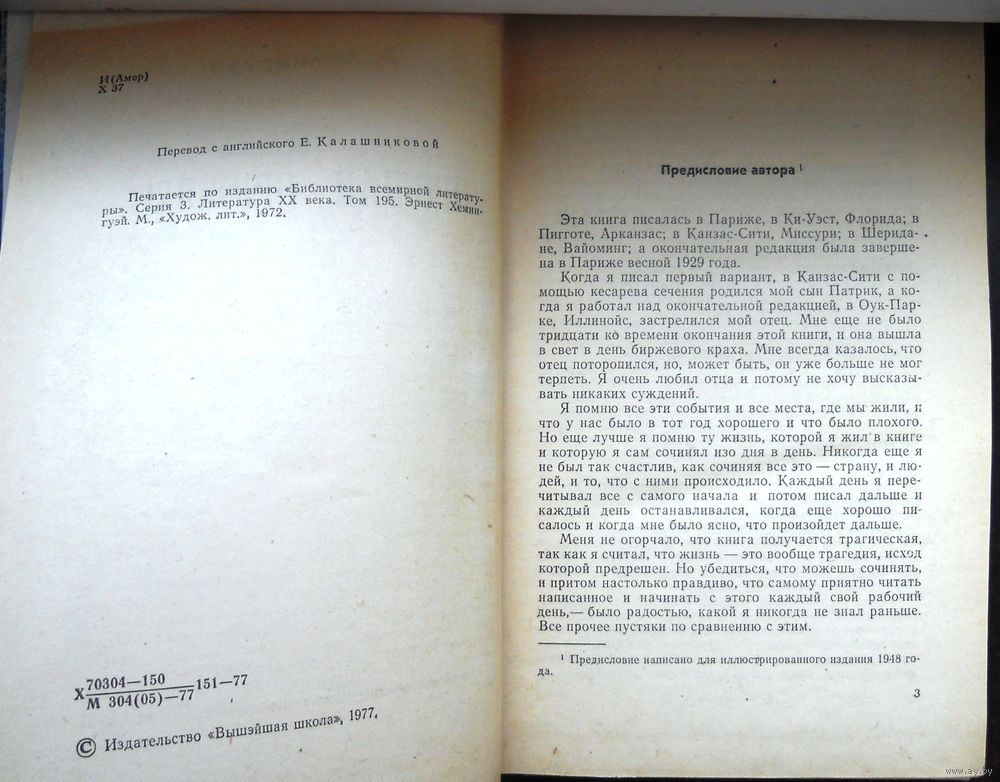 И(Амер)
Х 37
Перевод с английского Е. Калашниковой
Печатается по изданию «Библиотека всемирной литерату-
ры». Серия 3. Литература XX века. Том 195. Эрнест Хемин-
гуэй. М., «Худож. лит.», 1972.
Х 70304—150 151—77
М 304(05)—77
© Издательство «Вышэйшая школа», 1977.
Предисловие автора 1
Эта книга писалась в Париже, в Ки-Уэст, Флорида; в
Пигготе, Арканзас; в Канзас-Сити, Миссури; в Шерида-
не, Вайоминг; а окончательная редакция была заверше-
на в Париже весной 1929 года.
Когда я писал первый вариант, в Канзас-Сити с по-
мощью кесарева сечения родился мой сын Патрик, а ко-
гда я работал над окончательной редакцией, в Оук-Пар-
ке, Иллинойс, застрелился мой отец. Мне еще не было
тридцати ко времени окончания этой книги, и она вышла
в свет в день биржевого краха. Мне всегда казалось, что
отец поторопился, но, может быть, он уже больше не мог
терпеть. Я очень любил отца и потому не хочу высказы-
вать никаких суждений.
Я помню все эти события и все места, где мы жили, и
что у нас было в тот год хорошего и что было плохого.
Но еще лучше я помню ту жизнь, которой я жил в книге
и которую я сам сочинял изо дня в день. Никогда еще я
не был так счастлив, как сочиняя все это — страну, и лю-
дей, и то, что с ними происходило. Каждый день я пере-
читывал все с самого начала и потом писал дальше и
каждый день останавливался, когда еще хорошо пи-
салось и когда мне было ясно, что произойдет дальше.
Меня не огорчало, что книга получается трагическая,
так как я считал, что жизнь — это вообще трагедия, исход
которой предрешен. Но убедиться, что можешь сочинять,
и притом настолько правдиво, что самому приятно читать
написанное и начинать с этого каждый свой рабочий
день,— было радостью, какой я никогда не знал раньше.
Все прочее пустяки по сравнению с этим.
1 Предисловие написано для иллюстрированного издания 1948 го-
да.
3
www.ay.by